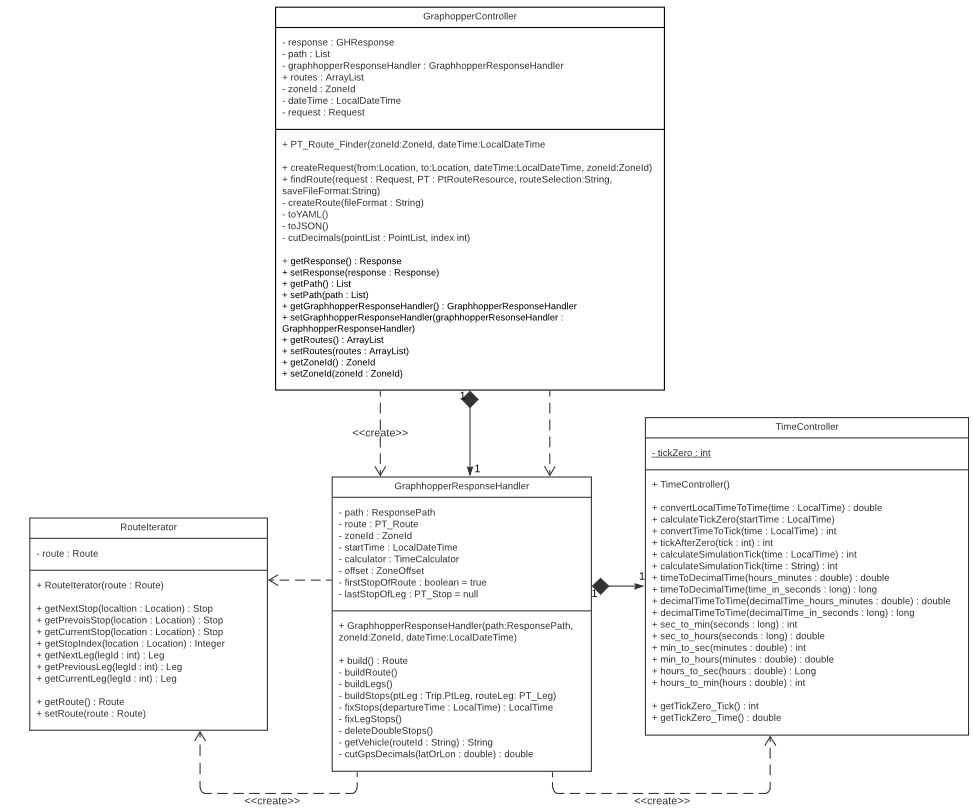 GraphopperController
- response : GHResponse
- path : List
- graphhopperResponseHandler : GraphhopperResponseHandler
+ routes : ArrayList
- zoneId : ZoneId
- dateTime : LocalDateTime
- request : Request
+ PT_Route_Finder(zoneId:ZoneId, dateTime:LocalDateTime
+ createRequest(from:Location, to:Location, dateTime:LocalDateTime, zoneId:ZoneId)
+ findRoute(request : Request, PT : PtRouteResource, routeSelection:String,
saveFileFormat:String)
- createRoute(fileFormat : String)
- toYAML()
- toJSON()
- cutDecimals(pointList : PointList, index int)
+ getResponse() : Response
+ setResponse(response : Response)
+ getPath() : List
+ setPath(path : List)
+ getGraphhopperResponseHandler() : GraphhopperResponseHandler
+ setGraphhopperResponseHandler(graphhopperResonseHandler :
GraphhopperResponseHandler)
+ getRoutes() : ArrayList
+ setRoutes(routes : ArrayList)
+ getZoneId() : ZoneId
+ setZoneId(zoneId : ZoneId)
1
<<create>>
1
GraphhopperResponseHandler
- path : ResponsePath
- route : PT_Route
- zoneId : ZoneId
- startTime : LocalDateTime
- calculator : TimeCalculator
- offset : ZoneOffset
- firstStopOfRoute : boolean = true
- lastStopOfLeg : PT_Stop = null
+ GraphhopperResponseHandler(path:ResponsePath,
zoneId:ZoneId, dateTime:LocalDateTime)
+ build() : Route
- buildRoute()
- buildLegs()
- buildStops(ptLeg : Trip.PtLeg, routeLeg: PT_Leg)
- fixStops(departureTime : LocalTime) : LocalTime
- fixLegStops()
- deleteDoubleStops()
- getVehicle(routeId : String) : String
- cutGpsDecimals(latOrLon : double) : double
1
1
TimeController
- tickZero : int
+ TimeController()
+ convertLocalTimeToTime(time : LocalTime) : double
+ calculateTickZero(startTime : LocalTime)
+ convertTimeToTick(time : LocalTime) : int
+ tickAfterZero(tick : int) : int
+ calculateSimulationTick(time : LocalTime) : int
+ calculateSimulationTick(time : String) : int
+ timeToDecimalTime(hours_minutes : double) : double
+ timeToDecimalTime(time_in_seconds : long) : long
+ decimalTimeToTime(decimalTime_hours_minutes : double) : double
+ decimalTimeToTime(decimalTime_in_seconds : long) : long
+ sec_to_min(seconds : long) : int
+ sec_to_hours(seconds : long) : double
+ min_to_sec(minutes : double) : int
+ min_to_hours(minutes : double) : double
+ hours_to_sec(hours : double) : Long
+ hours_to_min(hours : double) : int
+ getTickZero_Tick() : int
+ getTickZero_Time() : double
RouteIterator
- route : Route
+ RouteIterator(route : Route)
+ getNextStop(localtion : Location) : Stop
+ getPrevoisStop(location : Location) : Stop
+ getCurrentStop(location : Location) : Stop
+ getStopIndex(location : Location) : Integer
+ getNextLeg(legId : int) : Leg
+ getPreviousLeg(legId : int) : Leg
+ getCurrentLeg(legId : int) : Leg
+ getRoute() : Route
+ setRoute(route : Route)
<<create>>
<<create>>